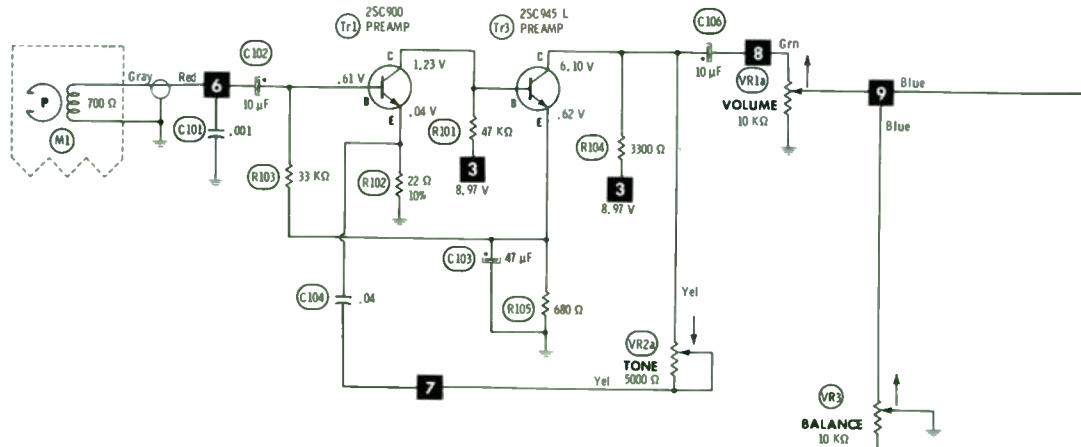 Tr1
2SC900
PREAMP
Tr3
2SC945 L
PREAMP
C106
C102
C
1.23 V
C
6.10 V
10 µF
8
Grn
Gray
Red
6
.61 V
B
B
VR1a
VOLUME
10 KΩ
9
Blue
Blue
P
700 Ω
10 µF
.04 V
E
.62 V
E
M1
C101
.001
R101
47 KΩ
R104
3300 Ω
3
8.97 V
3
8.97 V
R103
33 KΩ
R102
22 Ω
10%
C103
47 µF
C104
.04
R105
680 Ω
Yel
VR2a
TONE
5000 Ω
7
Yel
VR3
BALANCE
10 KΩ